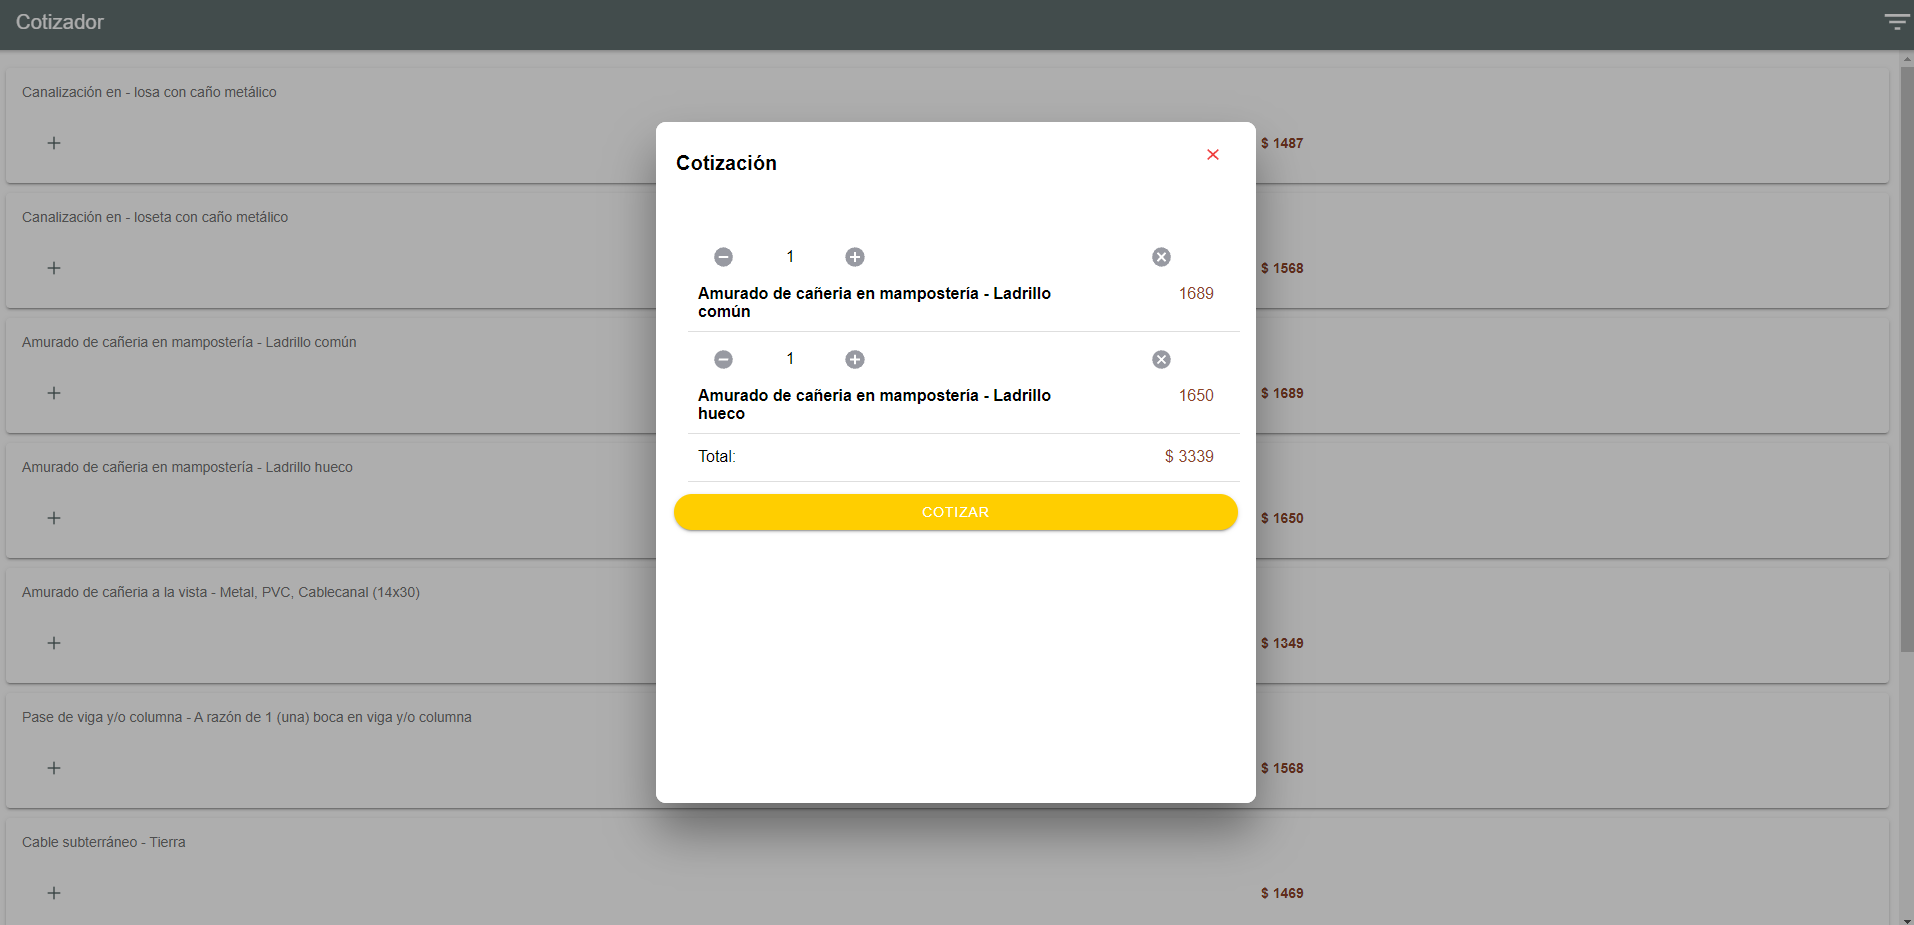 Cotizador
Canalización en - losa con caño metálico
$ 1487
Canalización en - loseta con caño metálico
$ 1568
Amurado de cañeria en mampostería - Ladrillo común
$ 1689
Amurado de cañeria en mampostería - Ladrillo hueco
$ 1650
Amurado de cañeria a la vista - Metal, PVC, Cablecanal (14x30)
$ 1349
Pase de viga y/o columna - A razón de 1 (una) boca en viga y/o columna
$ 1568
Cable subterráneo - Tierra
$ 1469
Cotización
1
Amurado de cañeria en mampostería - Ladrillo
común
1689
1
Amurado de cañeria en mampostería - Ladrillo
hueco
1650
Total:
$ 3339
COTIZAR